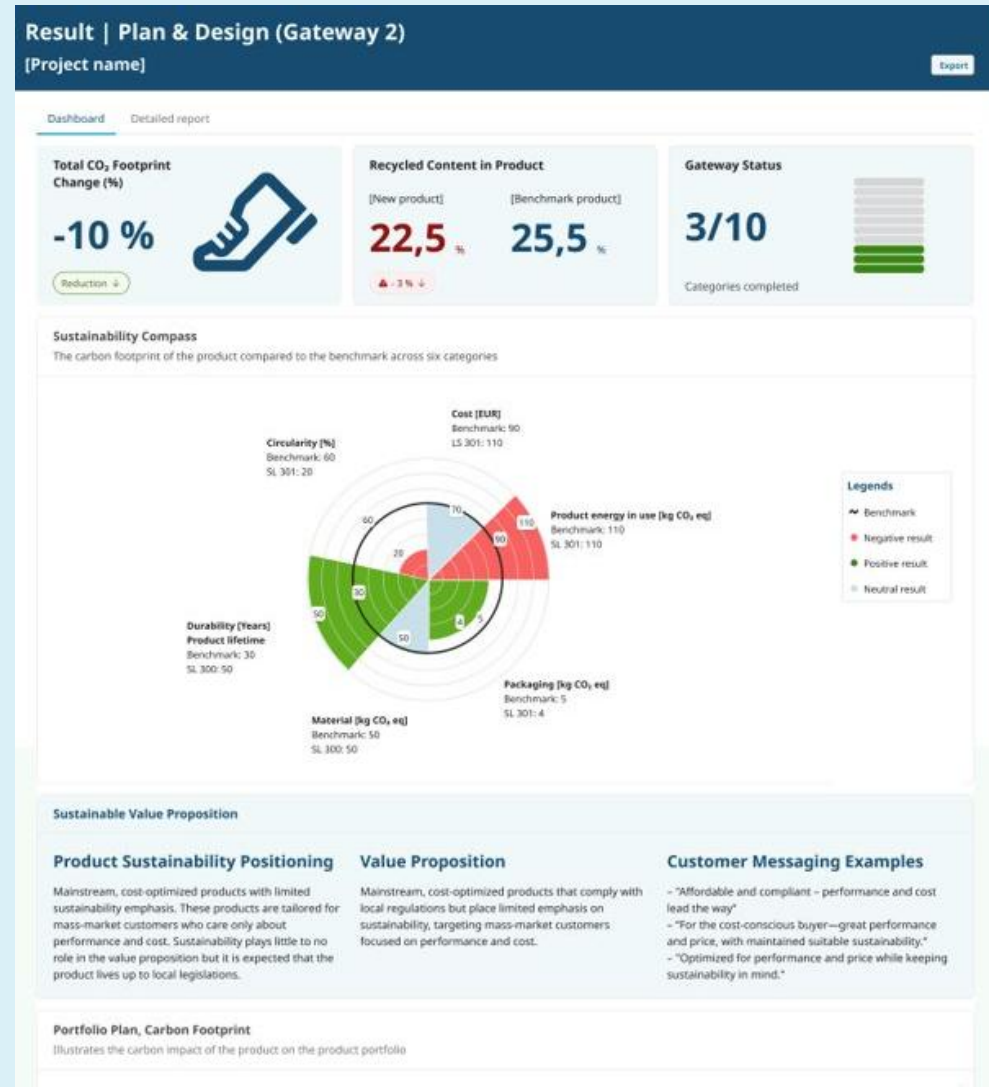 Result | Plan & Design (Gateway 2)
[Project name]
Export
Dashboard
Detailed report
Total CO₂ Footprint
Change (%)
-10 %
Reduction ↓
Recycled Content in Product
[New product]
[Benchmark product]
22,5 %
25,5 %
- 3 % ↓
Gateway Status
3/10
Categories completed
Sustainability Compass
The carbon footprint of the product compared to the benchmark across six categories
Cost [EUR]
Benchmark: 90
LS 301: 110
Circularity [%]
Benchmark: 60
SL 301: 20
Product energy in use [kg CO₂ eq]
Benchmark: 110
SL 301: 110
Durability [Years]
Product lifetime
Benchmark: 30
SL 300: 50
Packaging [kg CO₂ eq]
Benchmark: 5
SL 301: 4
Material [kg CO₂ eq]
Benchmark: 50
SL 300: 50
60
70
110
90
20
30
50
4
5
50
Legends
Benchmark
Negative result
Positive result
Neutral result
Sustainable Value Proposition
Product Sustainability Positioning
Mainstream, cost-optimized products with limited
sustainability emphasis. These products are tailored for
mass-market customers who care only about
performance and cost. Sustainability plays little to no
role in the value proposition but it is expected that the
product lives up to local legislations.
Value Proposition
Mainstream, cost-optimized products that comply with
local regulations but place limited emphasis on
sustainability, targeting mass-market customers
focused on performance and cost.
Customer Messaging Examples
– "Affordable and compliant – performance and cost
lead the way"
– "For the cost-conscious buyer—great performance
and price, with maintained suitable sustainability."
– "Optimized for performance and price while keeping
sustainability in mind."
Portfolio Plan, Carbon Footprint
Illustrates the carbon impact of the product on the product portfolio